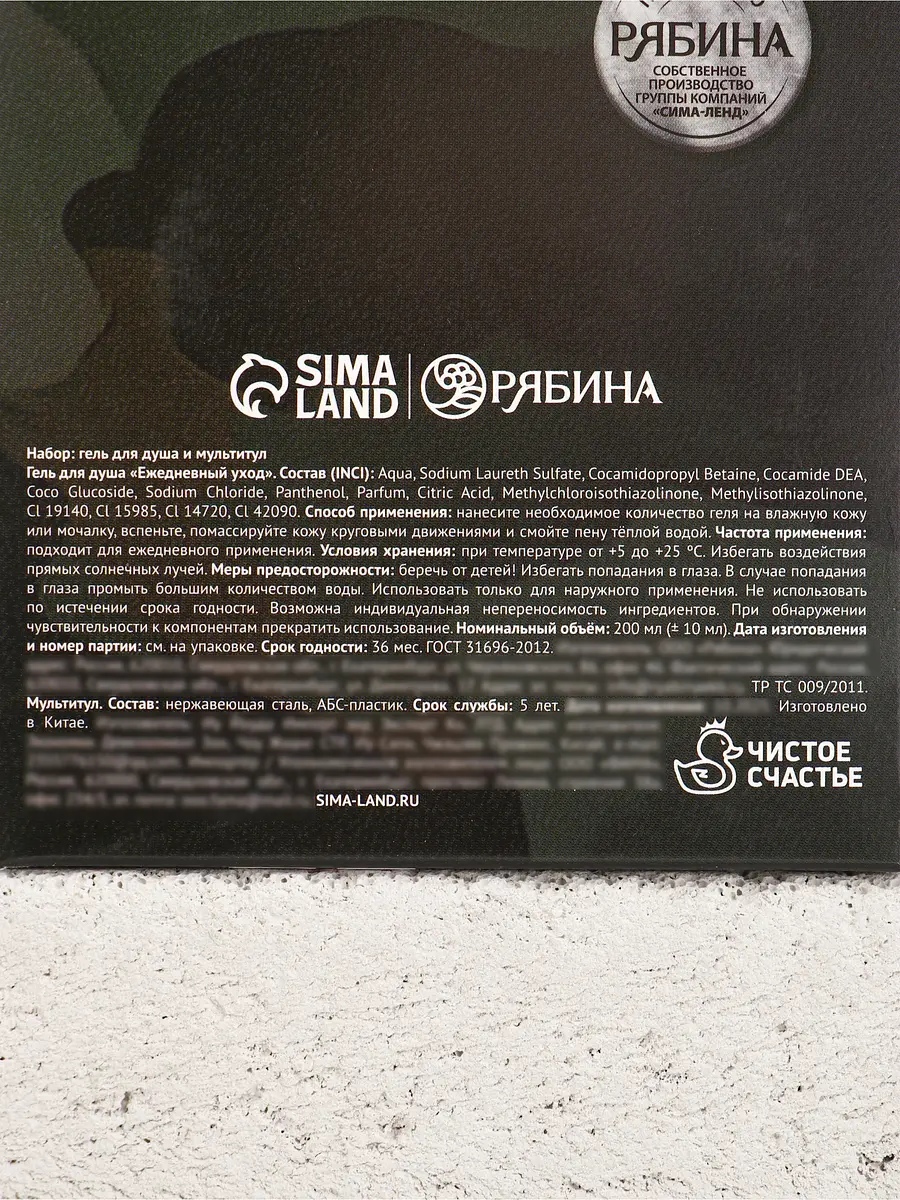 РЯБИНА
СОБСТВЕННОЕ
ПРОИЗВОДСТВО
ГРУППЫ КОМПАНИЙ
«СИМА-ЛЕНД»
SIMA
LAND
РЯБИНА
Набор: гель для душа и мультитул
Гель для душа «Ежедневный уход». Состав (INCI): Aqua, Sodium Laureth Sulfate, Cocamidopropyl Betaine, Cocamide DEA,
Coco Glucoside, Sodium Chloride, Panthenol, Parfum, Citric Acid, Methylchloroisothiazolinone, Methylisothiazolinone,
Cl 19140, Cl 15985, Cl 14720, Cl 42090. Способ применения: нанесите необходимое количество геля на влажную кожу
или мочалку, вспеньте, помассируйте кожу круговыми движениями и смойте пену тёплой водой. Частота применения:
подходит для ежедневного применения. Условия хранения: при температуре от +5 до +25 °C. Избегать воздействия
прямых солнечных лучей. Меры предосторожности: беречь от детей! Избегать попадания в глаза. В случае попадания
в глаза промыть большим количеством воды. Использовать только для наружного применения. Не использовать
по истечении срока годности. Возможна индивидуальная непереносимость ингредиентов. При обнаружении
чувствительности к компонентам прекратить использование. Номинальный объём: 200 мл (± 10 мл). Дата изготовления
и номер партии: см. на упаковке. Срок годности: 36 мес. ГОСТ 31696-2012.
ТР ТС 009/2011.
Мультитул. Состав: нержавеющая сталь, АБС-пластик. Срок службы: 5 лет. Изготовлено
в Китае.
ЧИСТОЕ
СЧАСТЬЕ
SIMA-LAND.RU